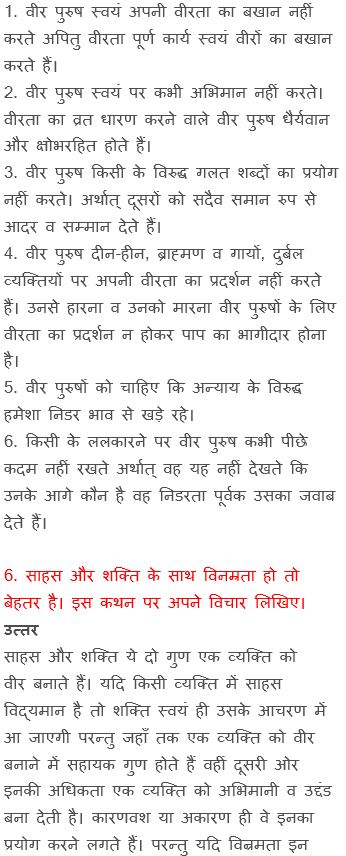 1. वीर पुरुष स्वयं अपनी वीरता का बखान नहीं
करते अपितु वीरता पूर्ण कार्य स्वयं वीरों का बखान
करते हैं।
2. वीर पुरुष स्वयं पर कभी अभिमान नहीं करते।
वीरता का व्रत धारण करने वाले वीर पुरुष धैर्यवान
और क्षोभरहित होते हैं।
3. वीर पुरुष किसी के विरुद्ध गलत शब्दों का प्रयोग
नहीं करते। अर्थात् दूसरों को सदैव समान रुप से
आदर व सम्मान देते हैं।
4. वीर पुरुष दीन-हीन, ब्राह्मण व गायों, दुर्बल
व्यक्तियों पर अपनी वीरता का प्रदर्शन नहीं करते
हैं। उनसे हारना व उनको मारना वीर पुरुषों के लिए
वीरता का प्रदर्शन न होकर पाप का भागीदार होना
है।
5. वीर पुरुषों को चाहिए कि अन्याय के विरुद्ध
हमेशा निडर भाव से खड़े रहे।
6. किसी के ललकारने पर वीर पुरुष कभी पीछे
कदम नहीं रखते अर्थात् वह यह नहीं देखते कि
उनके आगे कौन है वह निडरता पूर्वक उसका जवाब
देते हैं।
6. साहस और शक्ति के साथ विनम्रता हो तो
बेहतर है। इस कथन पर अपने विचार लिखिए।
उत्तर
साहस और शक्ति ये दो गुण एक व्यक्ति को
वीर बनाते हैं। यदि किसी व्यक्ति में साहस
विद्यमान है तो शक्ति स्वयं ही उसके आचरण में
आ जाएगी परन्तु जहाँ तक एक व्यक्ति को वीर
बनाने में सहायक गुण होते हैं वहीं दूसरी ओर
इनकी अधिकता एक व्यक्ति को अभिमानी व उद्दंड
बना देती है। कारणवश या अकारण ही वे इनका
प्रयोग करने लगते हैं। परन्तु यदि विन्रमता इन